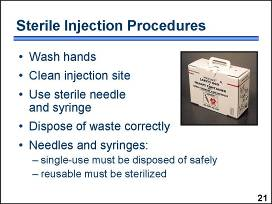 Sterile Injection Procedures
• Wash hands
• Clean injection site
• Use sterile needle
and syringe
• Dispose of waste correctly
• Needles and syringes:
– single-use must be disposed of safely
– reusable must be sterilized
21